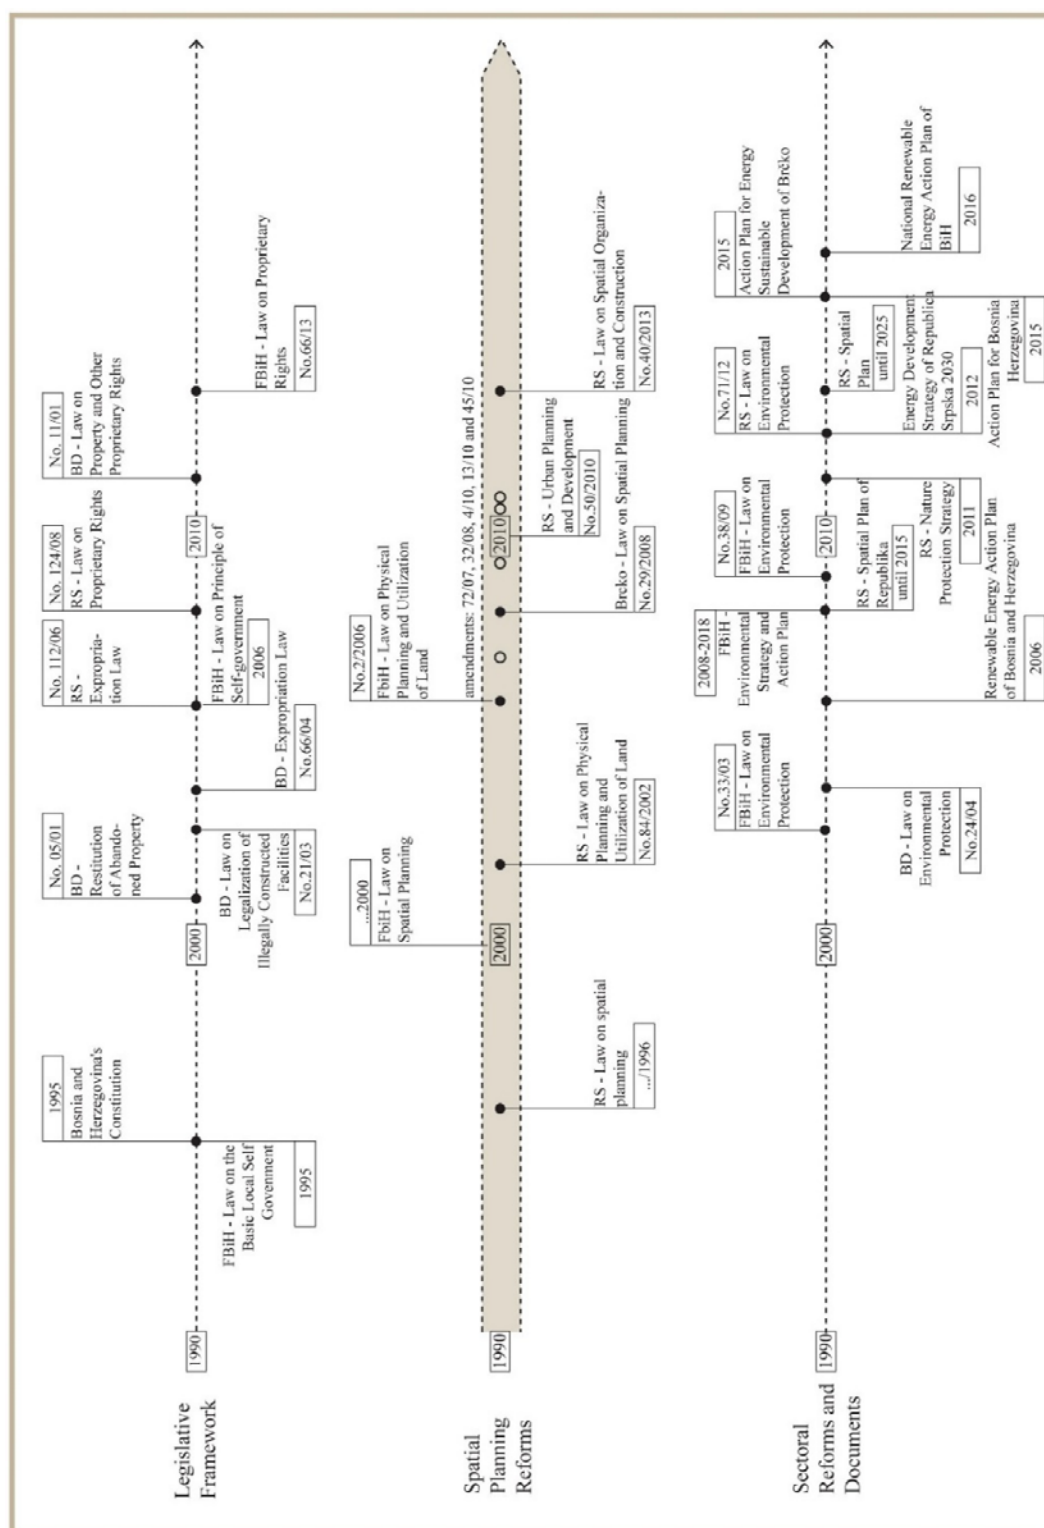 Legislative
Framework
1990
2000
2010
1995
Bosnia and
Herzegovina's
Constitution
FBiH - Law on the
Basic Local Self
Govenment
1995
No. 05/01
BD -
Restitution
of Abando-
ned Property
BD - Law on
Legalization of
Illegally Constructed
Facilities
No.21/03
BD - Expropriation Law
No.66/04
No. 112/06
RS -
Expropria-
tion Law
FBiH - Law on Principle of
Self-government
2006
No. 124/08
RS - Law on
Proprietary Rights
No. 11/01
BD - Law on
Property and Other
Proprietary Rights
FBiH - Law on Proprietary
Rights
No.66/13
Spatial
Planning
Reforms
1990
2000
2010
RS - Law on spatial
planning
.../1996
...2000
FbiH - Law on
Spatial Planning
RS - Law on Physical
Planning and
Utilization of Land
No.84/2002
No.2/2006
FBiH - Law on Physical
Planning and Utilization
of Land
amendments: 72/07, 32/08, 4/10, 13/10 and 45/10
Brcko - Law on Spatial Planning
No.29/2008
RS - Urban Planning
and Development
No.50/2010
RS - Law on Spatial Organiza-
tion and Construction
No.40/2013
Sectoral
Reforms and
Documents
1990
2000
2010
No.33/03
FBiH - Law on
Environmental
Protection
BD - Law on
Environmental
Protection
No.24/04
Renewable Energy Action Plan
of Bosnia and Herzegovina
2006
2008-2018
FBiH -
Environmental
Strategy and
Action Plan
RS - Spatial Plan of
Republika
until 2015
No.38/09
FBiH - Law on
Environmental
Protection
RS - Nature
Protection Strategy
2011
No.71/12
RS - Law on
Environmental
Protection
Energy Development
Strategy of Republica
Srpska 2030
2012
RS - Spatial
Plan
until 2025
2015
Action Plan for Energy
Sustainable
Development of Brčko
Action Plan for Bosnia
Herzegovina
2015
National Renewable
Energy Action Plan of
BiH
2016